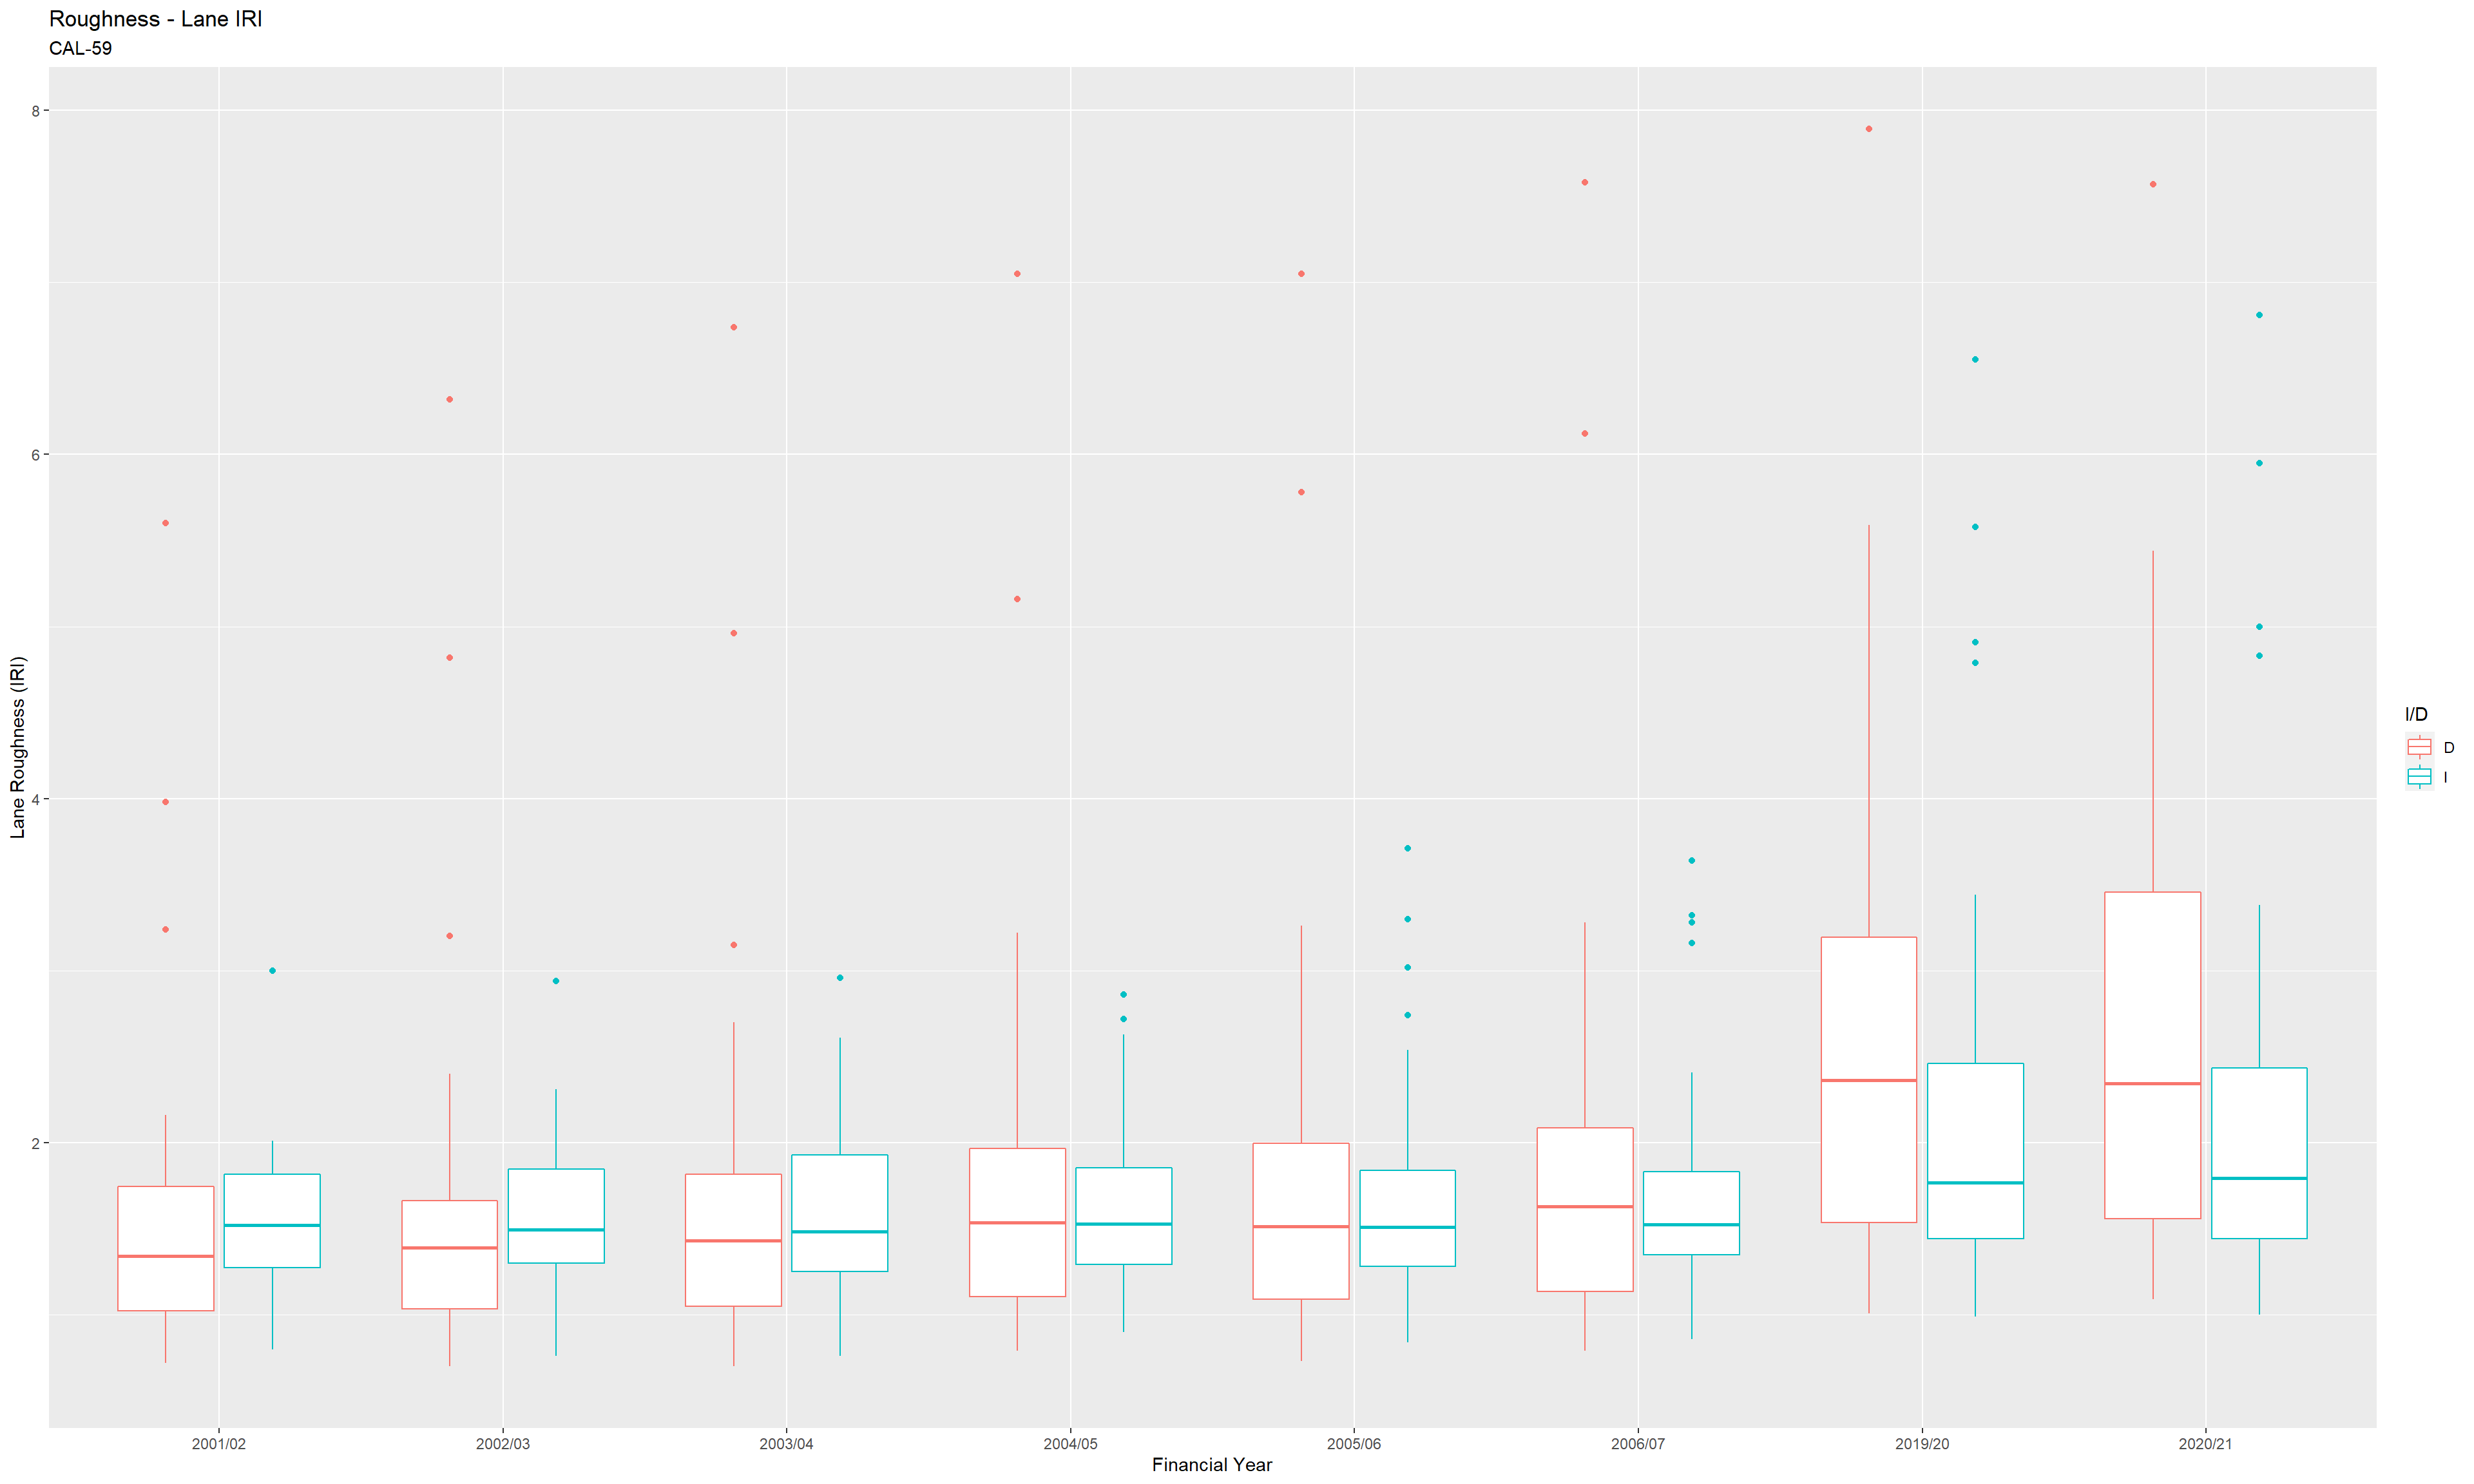 Roughness - Lane IRI
CAL-59
Lane Roughness (IRI)
8
6
4
2
2001/02
2002/03
2003/04
2004/05
2005/06
2006/07
2019/20
2020/21
Financial Year
I/D
D
I